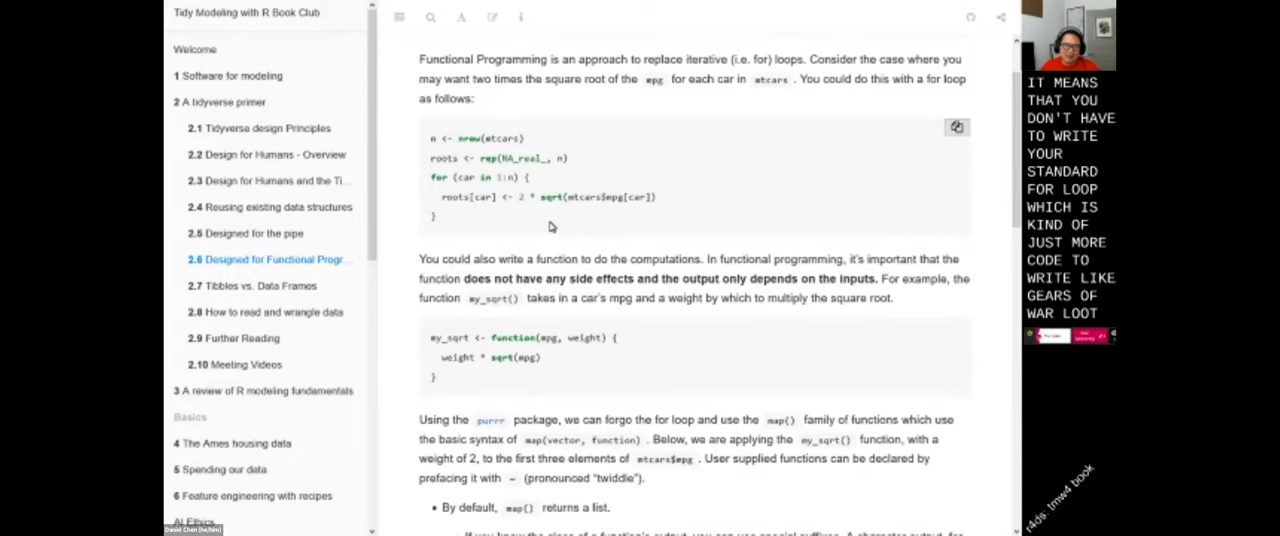 Tidy Modeling with R Book Club
Welcome
1 Software for modeling
2 A tidyverse primer
2.1 Tidyverse design Principles
2.2 Design for Humans - Overview
2.3 Design for Humans and the Ti...
2.4 Reusing existing data structures
2.5 Designed for the pipe
2.6 Designed for Functional Progr...
2.7 Tibbles vs. Data Frames
2.8 How to read and wrangle data
2.9 Further Reading
2.10 Meeting Videos
3 A review of R modeling fundamentals
Basics
4 The Ames housing data
5 Spending our data
6 Feature engineering with recipes
AI Ethics
Daniel Chen (he/him)
Functional Programming is an approach to replace iterative (i.e. for) loops. Consider the case where you
may want two times the square root of the mpg for each car in mtcars . You could do this with a for loop
as follows:
n <- nrow(mtcars)
roots <- rep(NA_real_, n)
for (car in 1:n) {
roots[car] <- 2 * sqrt(mtcars$mpg[car])
}
You could also write a function to do the computations. In functional programming, it's important that the
function does not have any side effects and the output only depends on the inputs. For example, the
function my_sqrt() takes in a car's mpg and a weight by which to multiply the square root.
my_sqrt <- function(mpg, weight) {
weight * sqrt(mpg)
}
Using the purrr package, we can forgo the for loop and use the map() family of functions which use
the basic syntax of map(vector, function) . Below, we are applying the my_sqrt() function, with a
weight of 2, to the first three elements of mtcars$mpg . User supplied functions can be declared by
prefacing it with ~ (pronounced "twiddle").
• By default, map() returns a list.
IT MEANS
THAT YOU
DON'T HAVE
TO WRITE
YOUR
STANDARD
FOR LOOP
WHICH IS
KIND OF
JUST MORE
CODE TO
WRITE LIKE
GEARS OF
WAR LOOT
r4ds: tmw4 book